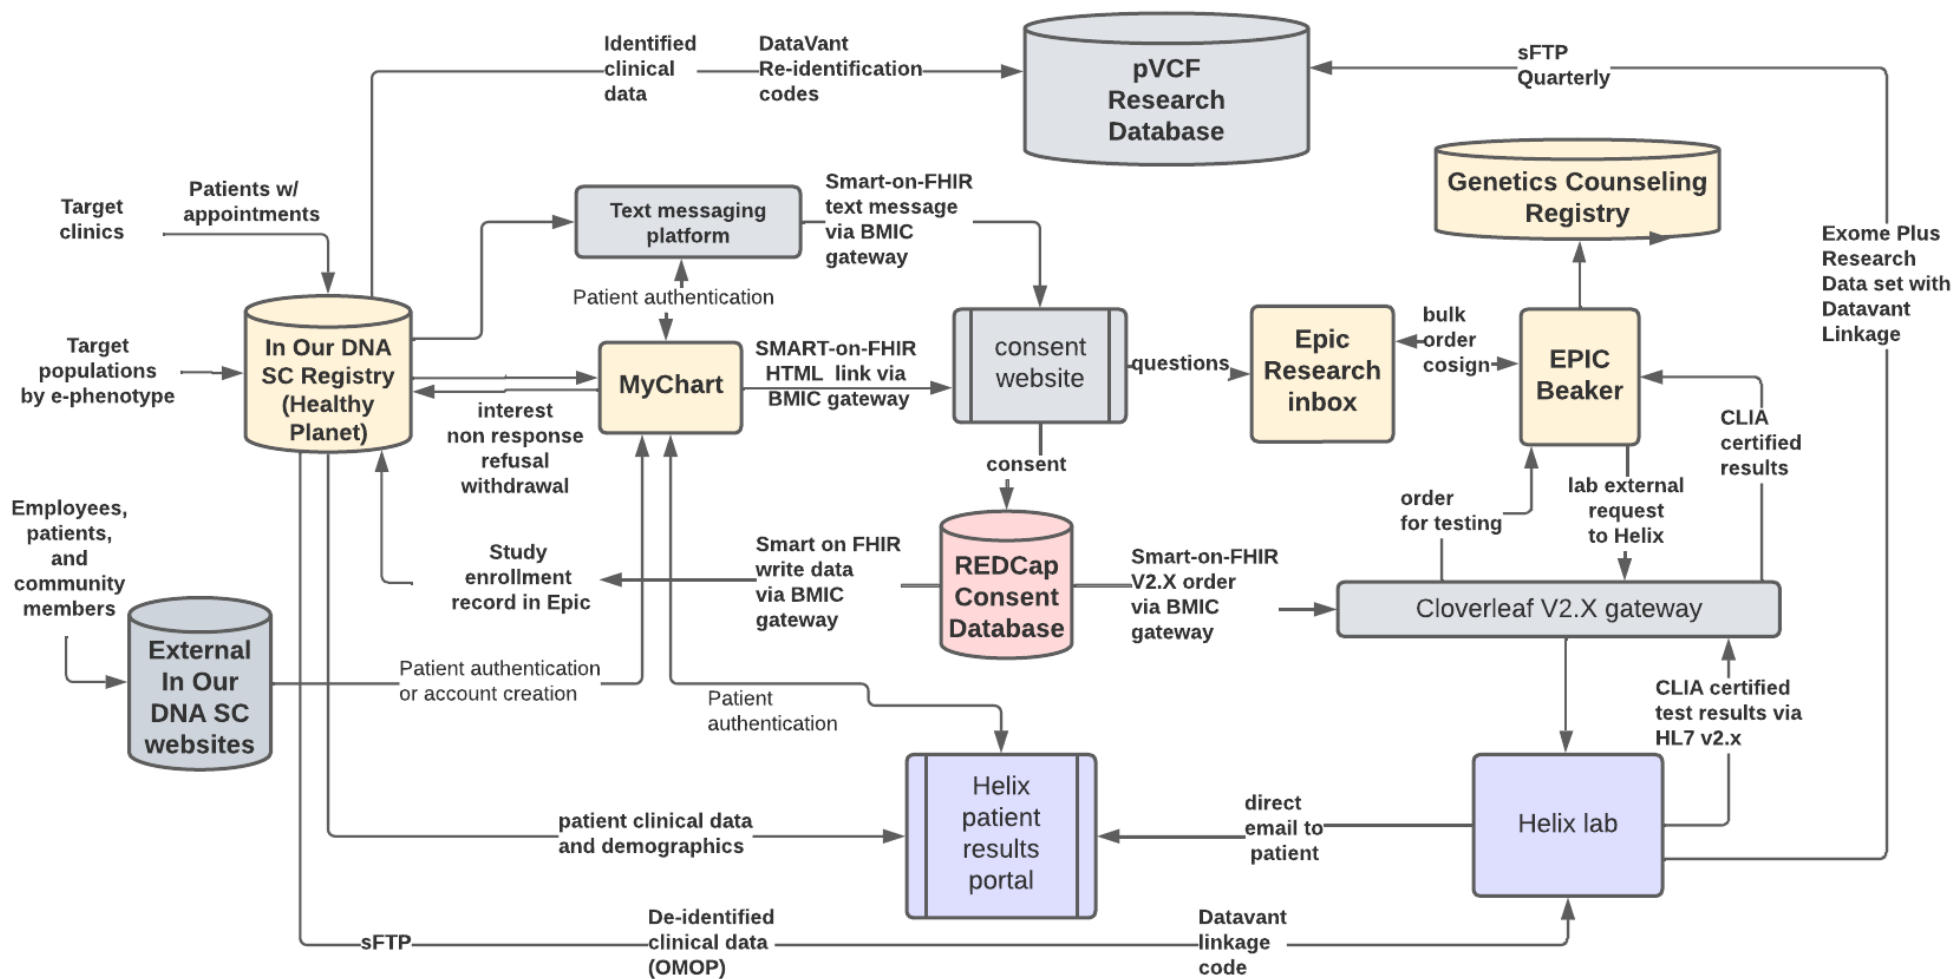 Identified
clinical
data
DataVant
Re-identification
codes
pVCF
Research
Database
sFTP
Quarterly
Target
clinics
Patients w/
appointments
Text messaging
platform
Smart-on-FHIR
text message
via BMIC
gateway
Genetics Counseling
Registry
Exome Plus
Research
Data set with
Datavant
Linkage
Patient authentication
Target
populations
by e-phenotype
In Our DNA
SC Registry
(Healthy
Planet)
MyChart
SMART-on-FHIR
HTML link via
BMIC gateway
consent
website
questions
Epic
Research
inbox
bulk
order
cosign
EPIC
Beaker
interest
non response
refusal
withdrawal
CLIA
certified
results
consent
order
for testing
lab external
request
to Helix
Employees,
patients,
and
community
members
Study
enrollment
record in Epic
Smart on FHIR
write data
via BMIC
gateway
REDCap
Consent
Database
Smart-on-FHIR
V2.X order
via BMIC
gateway
Cloverleaf V2.X gateway
External
In Our
DNA SC
websites
Patient authentication
or account creation
Patient
authentication
CLIA certified
test results via
HL7 v2.x
patient clinical data
and demographics
Helix
patient
results
portal
direct
email to
patient
Helix lab
sFTP
De-identified
clinical data
(OMOP)
Datavant
linkage
code